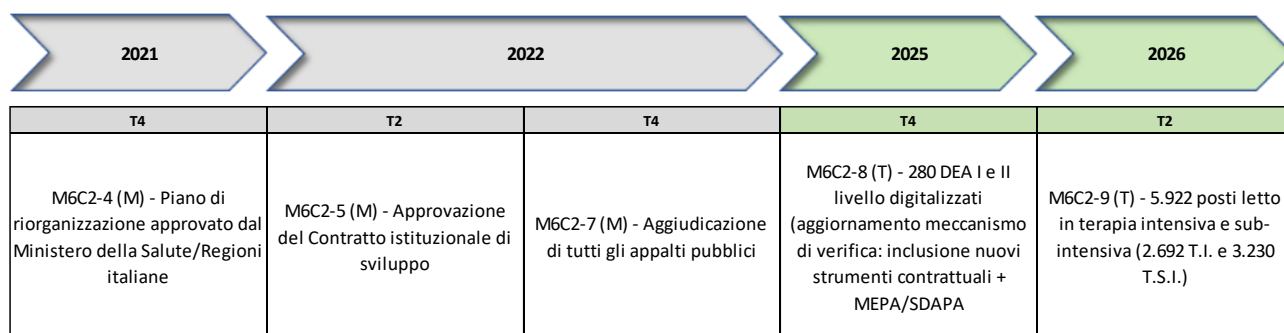 2021
2022
2025
2026
T4
T2
T4
T4
T2
M6C2-4 (M) - Piano di
riorganizzazione approvato dal
Ministero della Salute/Regioni
italiane
M6C2-5 (M) - Approvazione
del Contratto istituzionale di
sviluppo
M6C2-7 (M) - Aggiudicazione
di tutti gli appalti pubblici
M6C2-8 (T) - 280 DEA I e II
livello digitalizzati
(aggiornamento meccanismo
di verifica: inclusione nuovi
strumenti contrattuali +
MEPA/SDAPA
M6C2-9 (T) - 5.922 posti letto
in terapia intensiva e sub-
intensiva (2.692 T.I. e 3.230
T.S.I.)